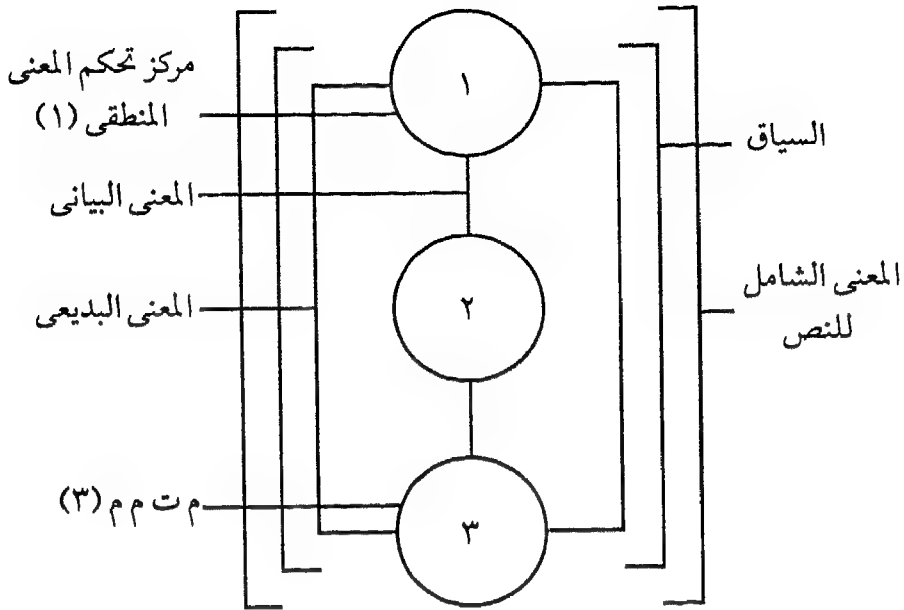 مركز تحكم المعنى
المنطقى (١)
١
السياق
المعنى البيانى
المعنى الشامل
للنص
المعنى البديعى
٢
م ت م م (٣)
٣